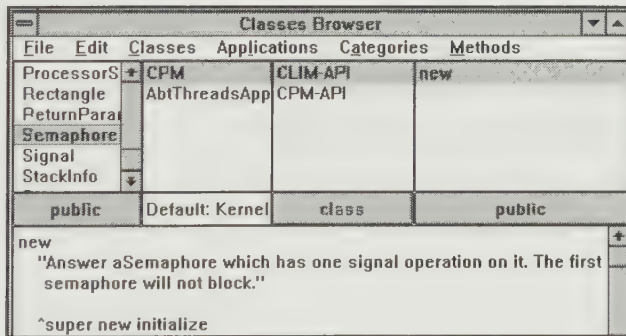 Classes Browser
File Edit Classes Applications Categories Methods
ProcessorS CPM CLIM-API new
Rectangle AbtThreadsApp CPM-API
ReturnParar
Semaphore
Signal
StackInfo
public Default: Kernel class public
new
"Answer aSemaphore which has one signal operation on it. The first
semaphore will not block."
^super new initialize